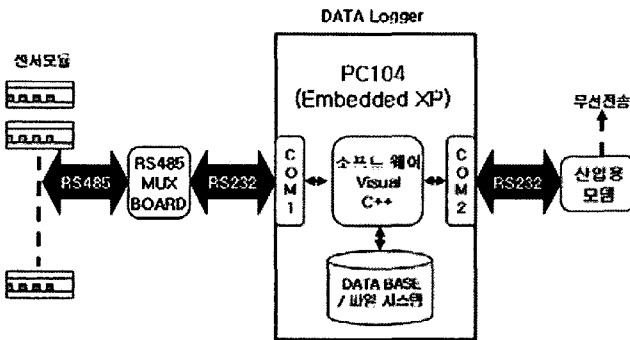 DATA Logger
센서모듈
PC104
(Embedded XP)
무선전송
RS485
RS485
MUX
BOARD
RS232
COM1
소프트 웨어
Visual
C++
COM2
RS232
산업용
모뎀
DATA BASE
/ 파일 시스템